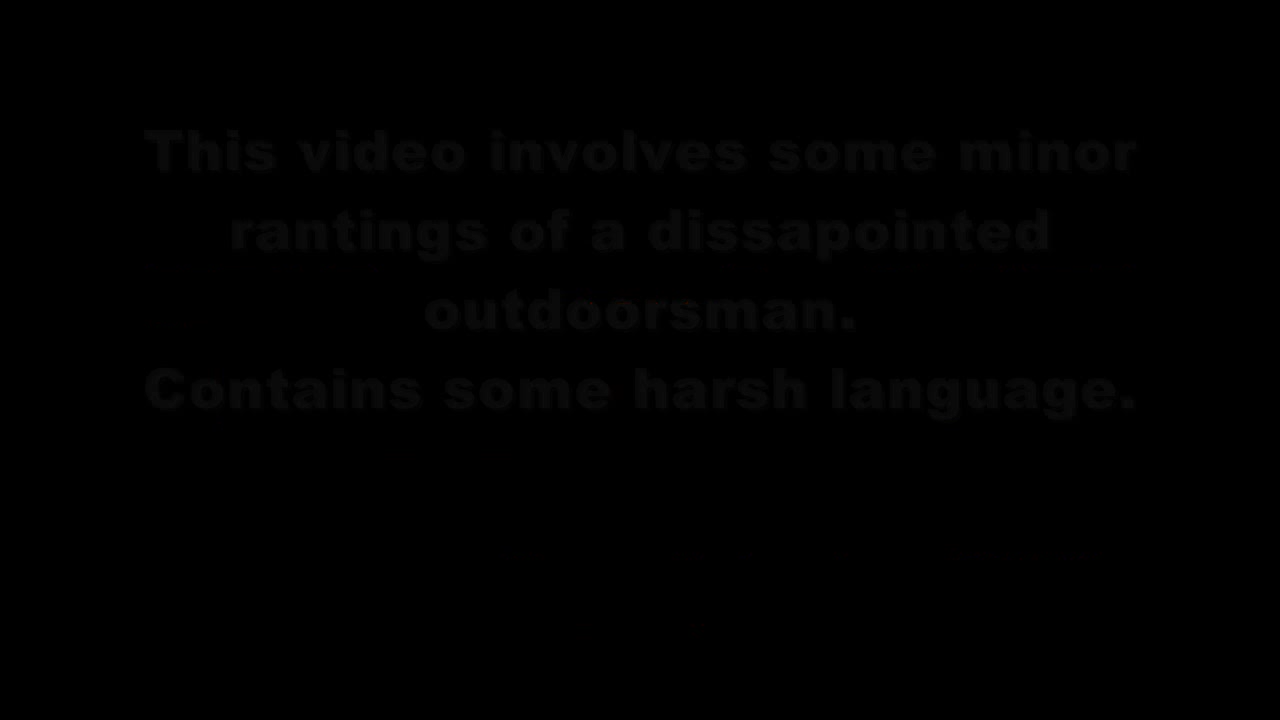 This video involves some minor
rantings of a dissapointed
outdoorsman.
Contains some harsh language.